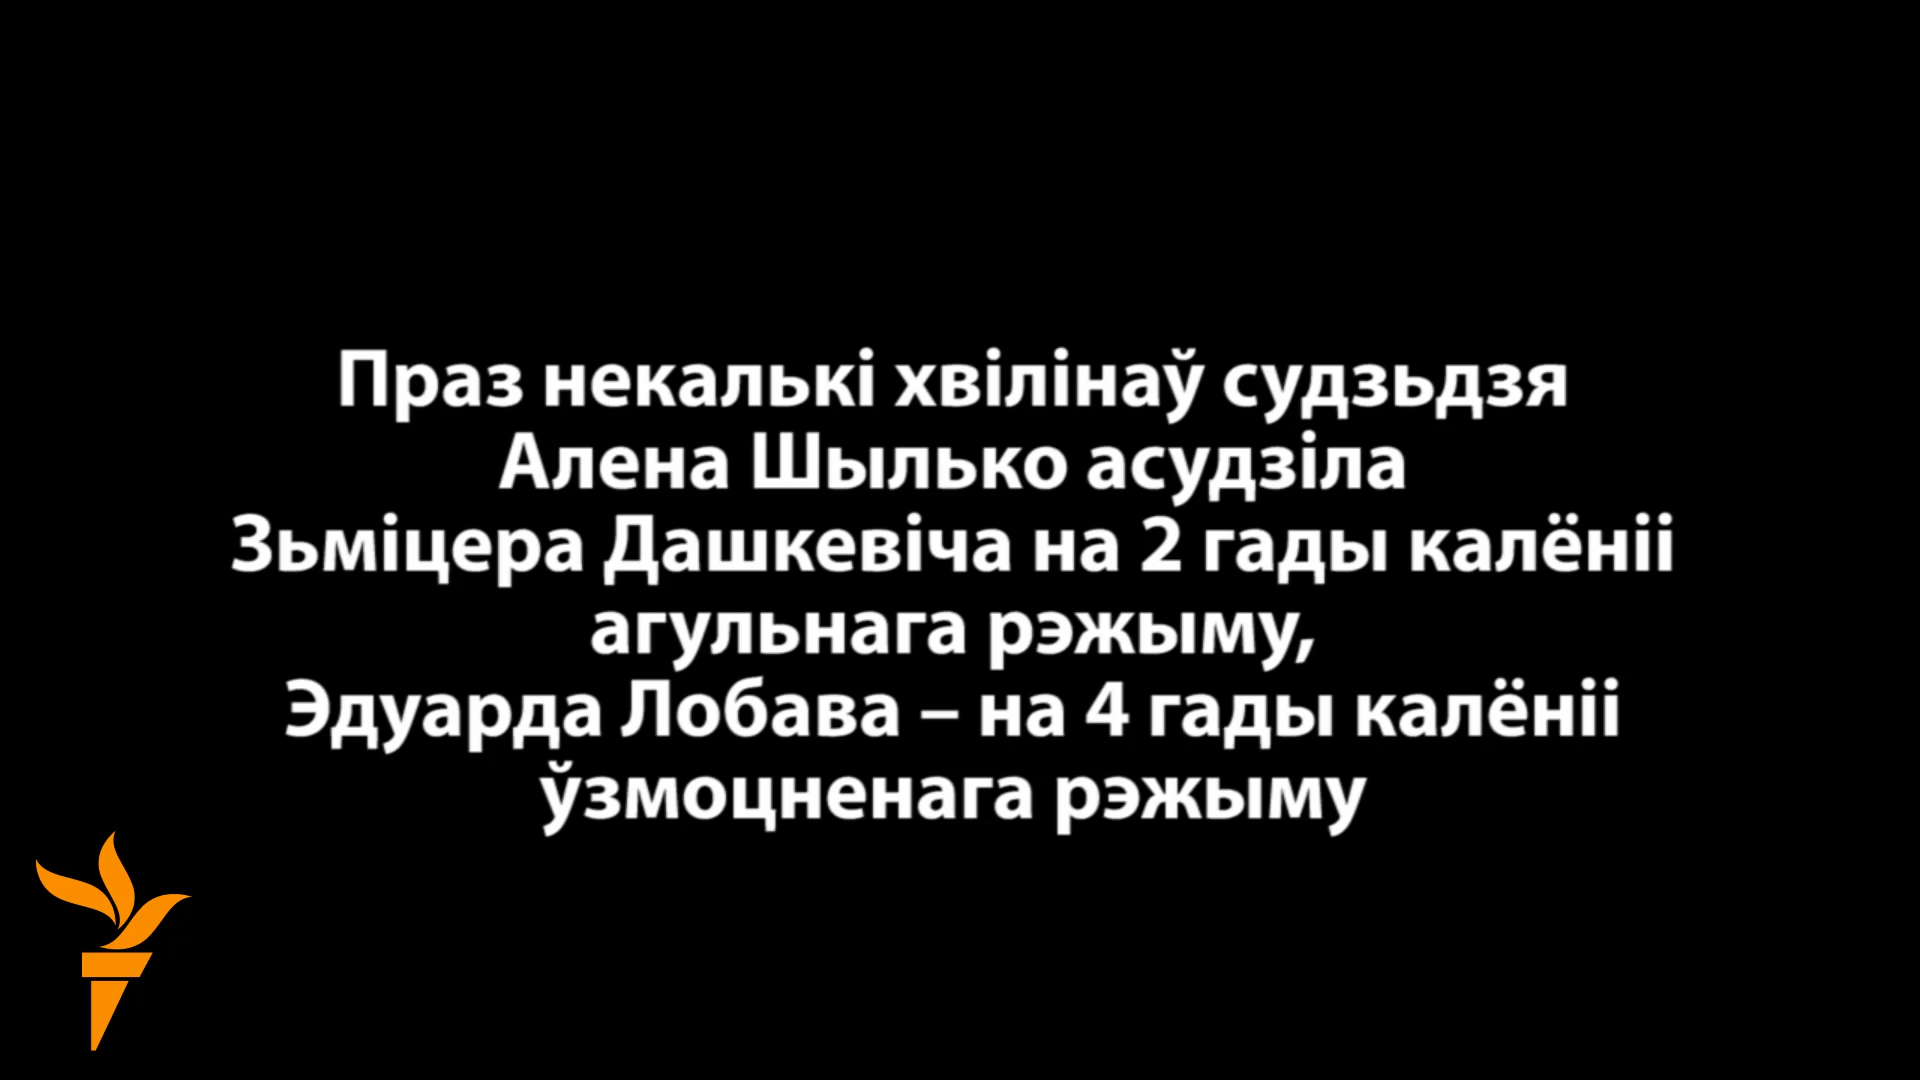 Праз некалькі хвілінаў судзьдзя
Алена Шылько асудзіла
Зьміцера Дашкевіча на 2 гады калёніі
агульнага рэжыму,
Эдуарда Лобава – на 4 гады калёніі
ўзмоцненага рэжыму